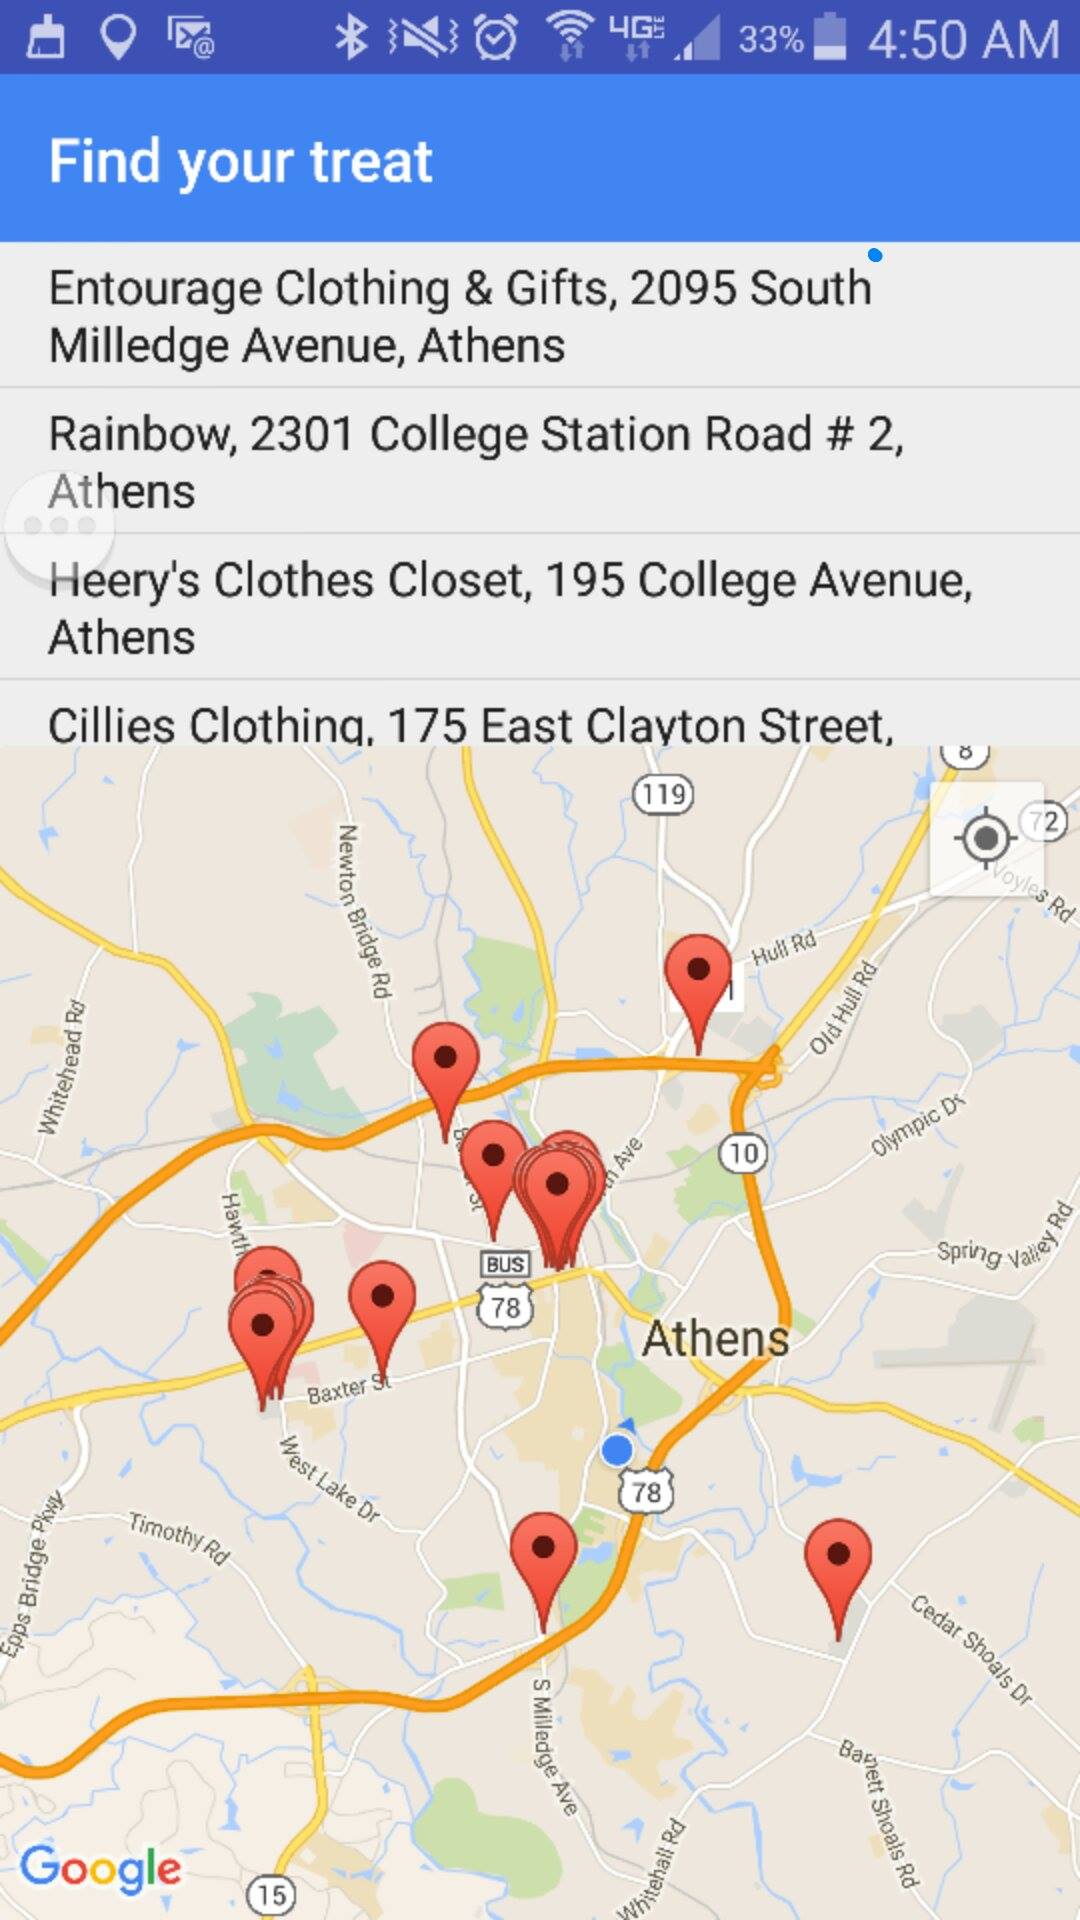 4G LTE 33% 4:50 AM
Find your treat
Entourage Clothing & Gifts, 2095 South
Milledge Avenue, Athens
Rainbow, 2301 College Station Road # 2,
Athens
Heery's Clothes Closet, 195 College Avenue,
Athens
Cillies Clothing, 175 East Clayton Street,
8
119
72
Voyles Rd
Newton Bridge Rd
Hull Rd
Old Hull Rd
Whitehead Rd
Olympic Dr
10
Ave
St
Spring Valley Rd
BUS
78
Athens
Baxter St
West Lake Dr
78
Timothy Rd
Epps Bridge Pkwy
Cedar Shoals Dr
S Milledge Ave
Barnett Shoals Rd
Whitehall Rd
Google
15